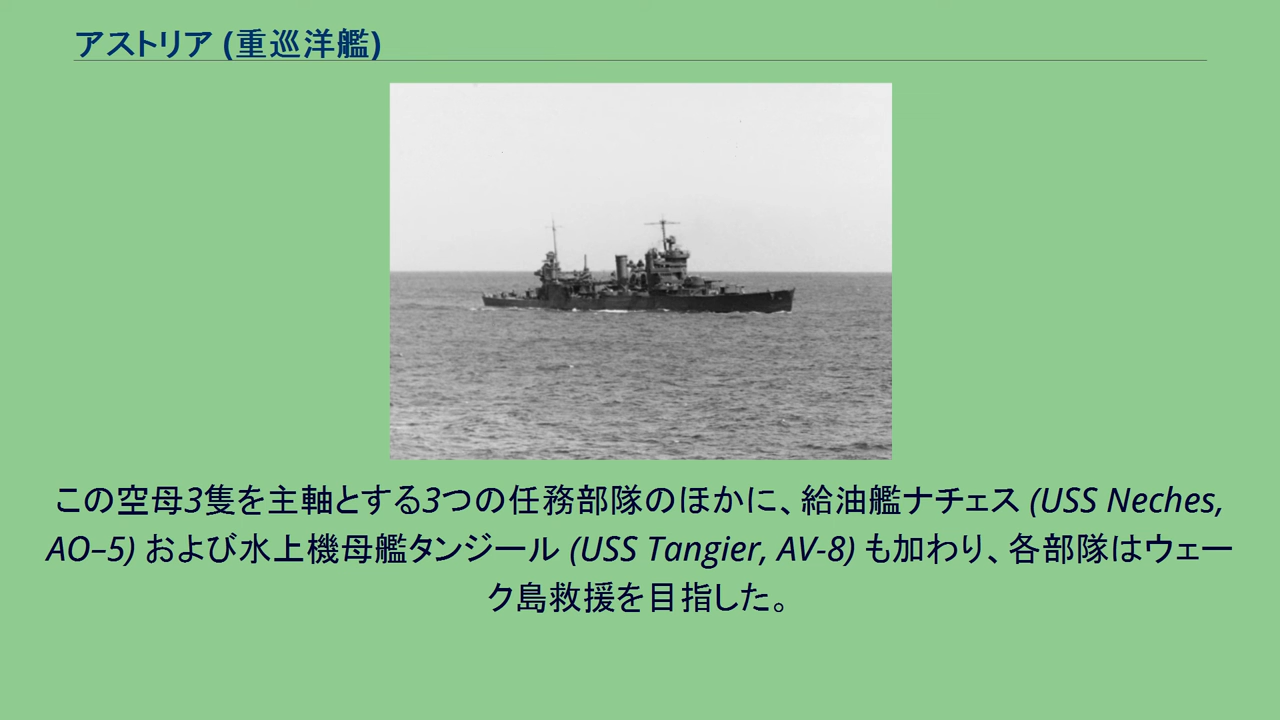 アストリア (重巡洋艦)
この空母3隻を主軸とする3つの任務部隊のほかに、給油艦ナチェス (USS Neches,
AO–5) および水上機母艦タンジール (USS Tangier, AV-8) も加わり、各部隊はウェー
ク島救援を目指した。